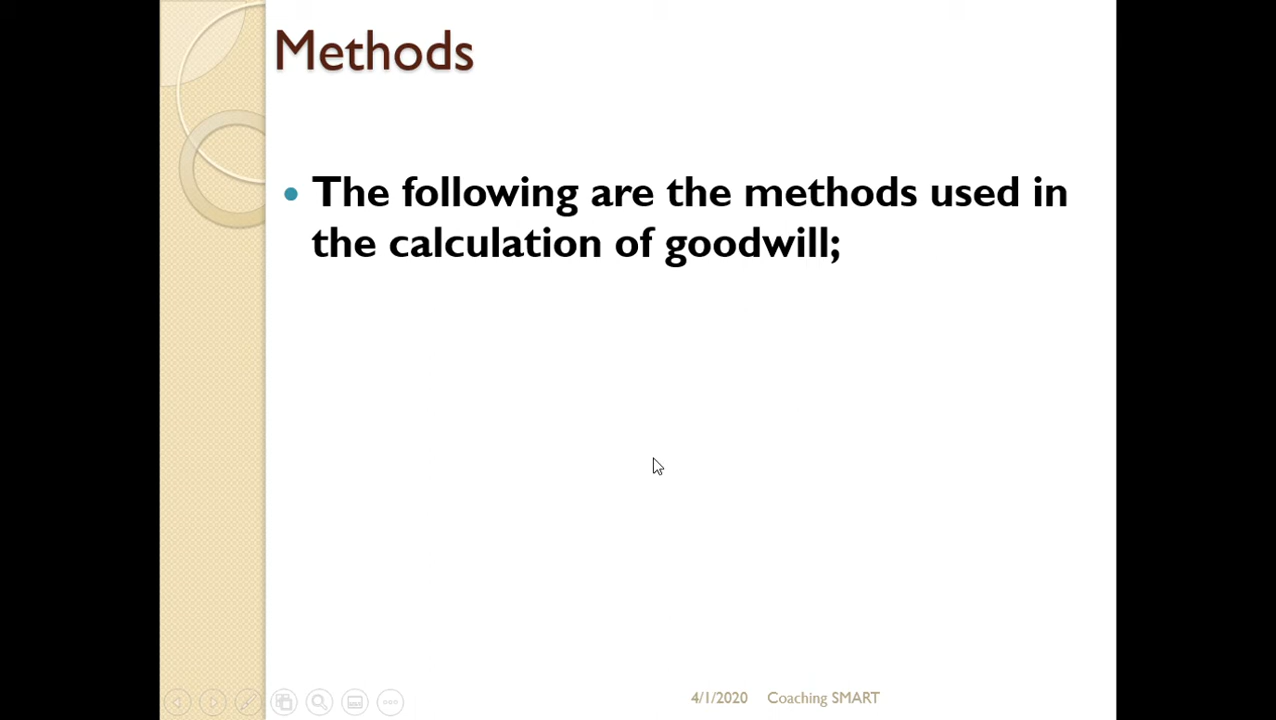 Methods
The following are the methods used in
the calculation of goodwill;
4/1/2020 Coaching SMART